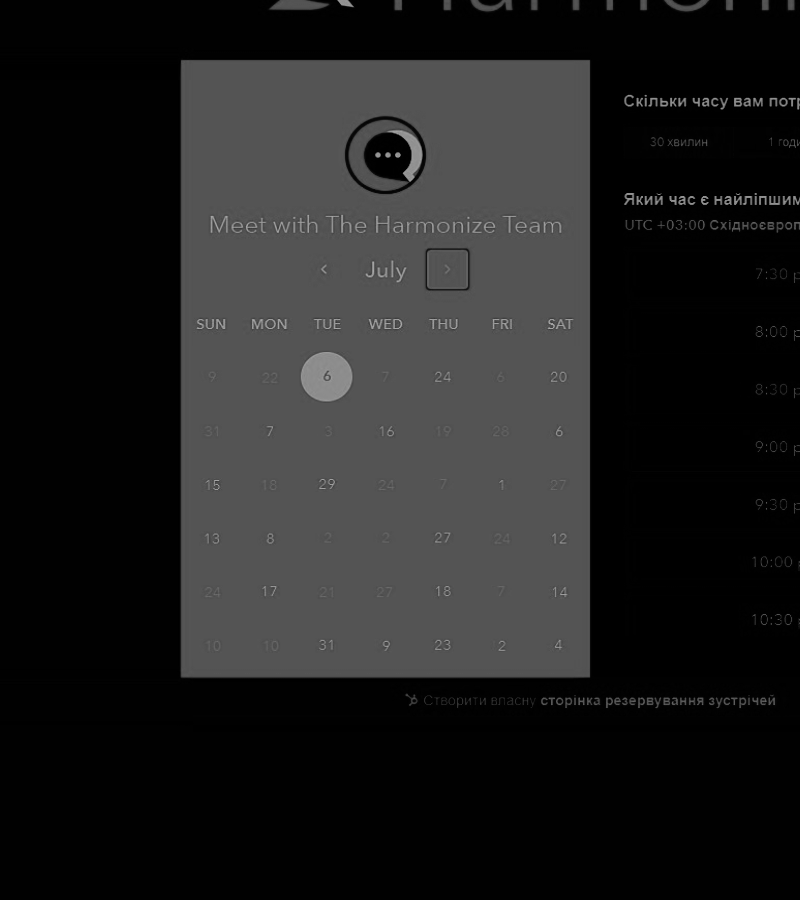 Harmoni
Meet with The Harmonize Team
July
SUN MON TUE WED THU FRI SAT
9 22 6 7 24 6 20
31 7 3 16 19 28 6
15 18 29 24 7 1 27
13 8 2 2 27 24 12
24 17 21 27 18 7 14
10 10 31 9 23 2 4
Скільки часу вам потр
30 хвилин 1 годи
Який час є найліпшим
UTC +03:00 Східноєвроп
7:30 p
8:00 p
8:30 p
9:00 p
9:30 p
10:00 p
10:30 p
Створити власну сторінка резервування зустрічей